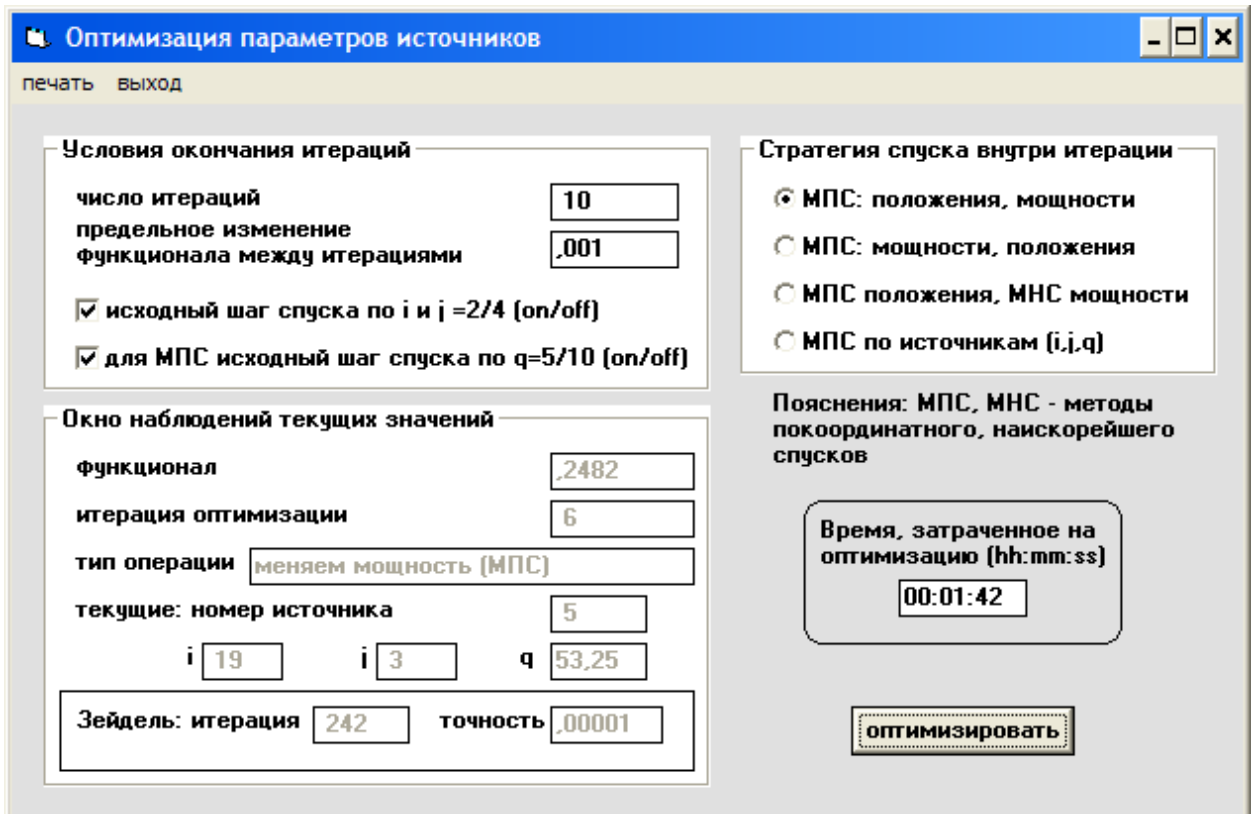 Оптимизация параметров источников
печать выход
Условия окончания итераций
число итераций 10
предельное изменение
функционала между итерациями ,001
исходный шаг спуска по i и j =2/4 (on/off)
для МПС исходный шаг спуска по q=5/10 (on/off)
Окно наблюдений текущих значений
функционал ,2482
итерация оптимизации 6
тип операции меняем мощность (МПС)
текущие: номер источника 5
i 19 j 3 q 53,25
Зейдель: итерация 242 точность ,00001
Стратегия спуска внутри итерации
МПС: положения, мощности
МПС: мощности, положения
МПС положения, МНС мощности
МПС по источникам (i,j,q)
Пояснения: МПС, МНС - методы
покоординатного, наискорейшего
спусков
Время, затраченное на
оптимизацию (hh:mm:ss)
00:01:42
оптимизировать